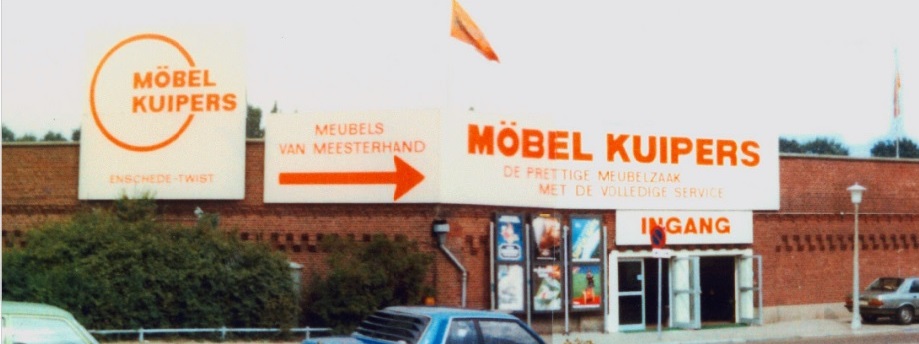 MÖBEL
KUIPERS
ENSCHEDE-TWIST
MEUBELS
VAN MEESTERHAND
MÖBEL KUIPERS
DE PRETTIGE MEUBELZAAK
MET DE VOLLEDIGE SERVICE
INGANG